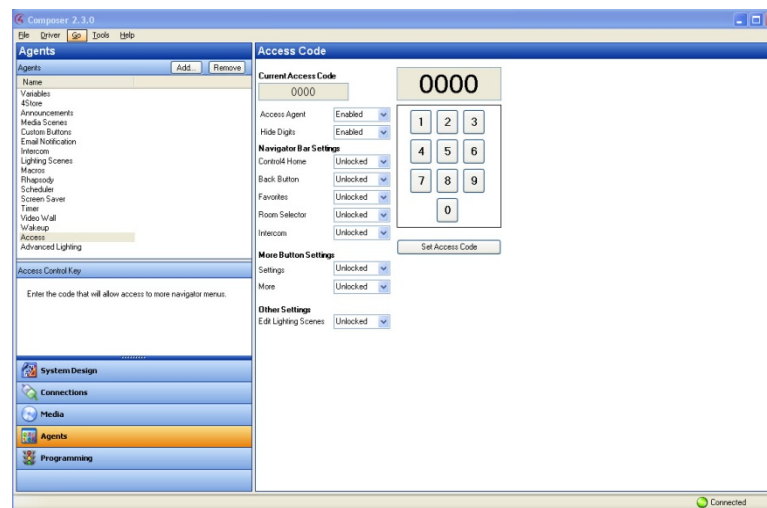 Composer 2.3.0
File Driver Go Tools Help
Agents
Agents Add... Remove
Name
Variables
4Store
Announcements
Media Scenes
Custom Buttons
Email Notification
Intercom
Lighting Scenes
Macros
Rhapsody
Scheduler
Screen Saver
Timer
Video Wall
Wakeup
Access
Advanced Lighting
Access Control Key
Enter the code that will allow access to more navigator menus.
System Design
Connections
Media
Agents
Programming
Access Code
Current Access Code
0000
Access Agent Enabled
Hide Digits Enabled
Navigator Bar Settings
Control4 Home Unlocked
Back Button Unlocked
Favorites Unlocked
Room Selector Unlocked
Intercom Unlocked
More Button Settings
Settings Unlocked
More Unlocked
Other Settings
Edit Lighting Scenes Unlocked
0000
1 2 3
4 5 6
7 8 9
0
Set Access Code
Connected